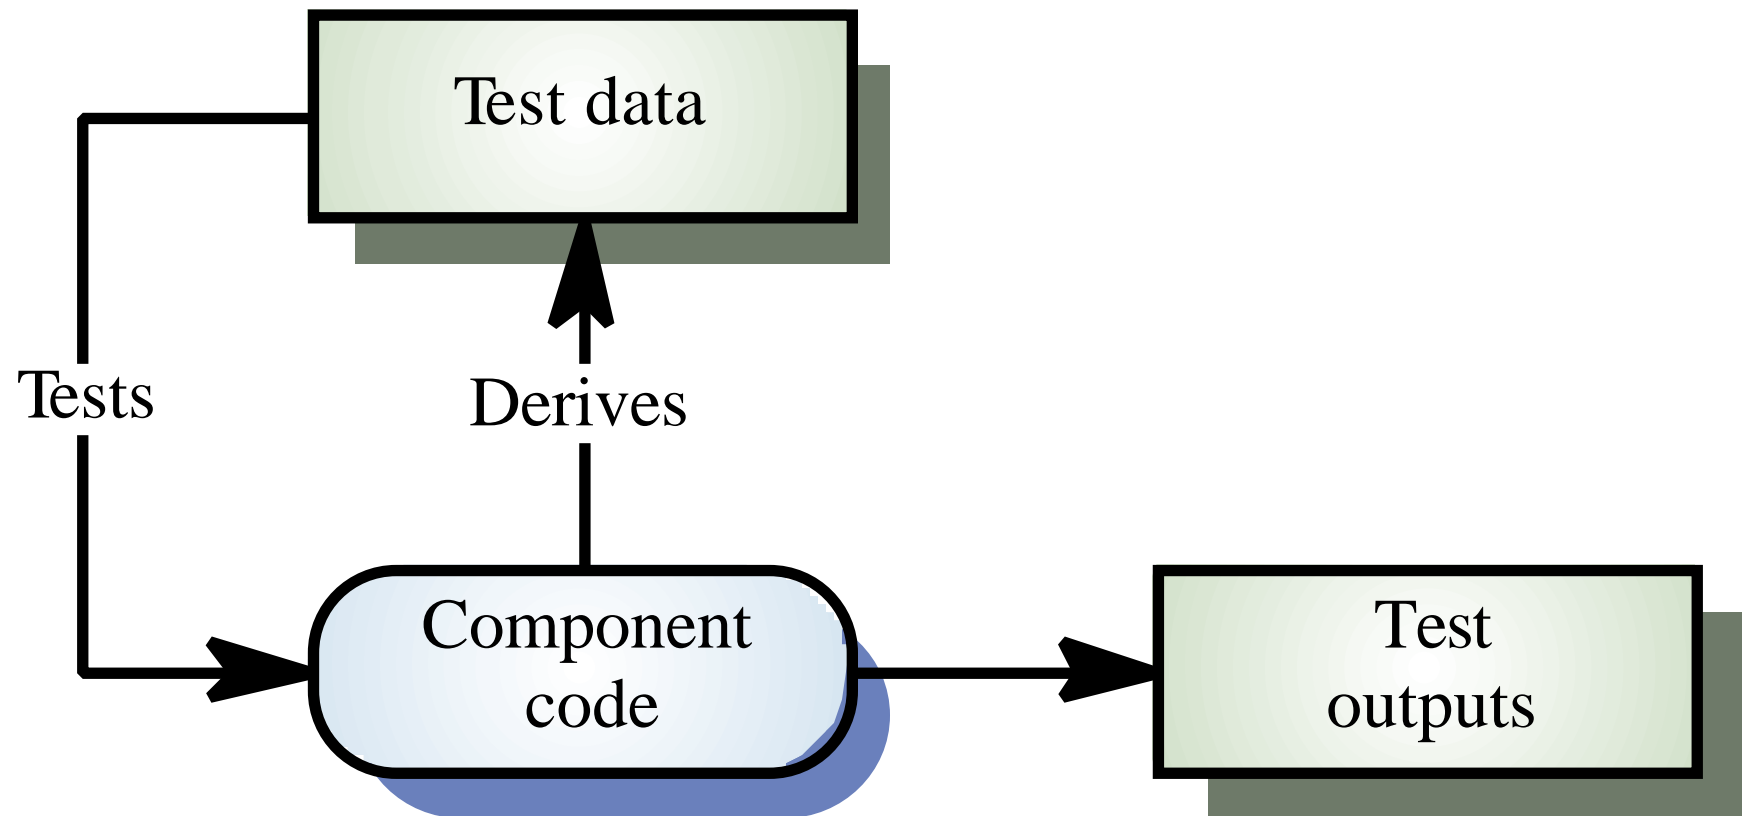 Test data
Tests
Derives
Component
code
Test
outputs